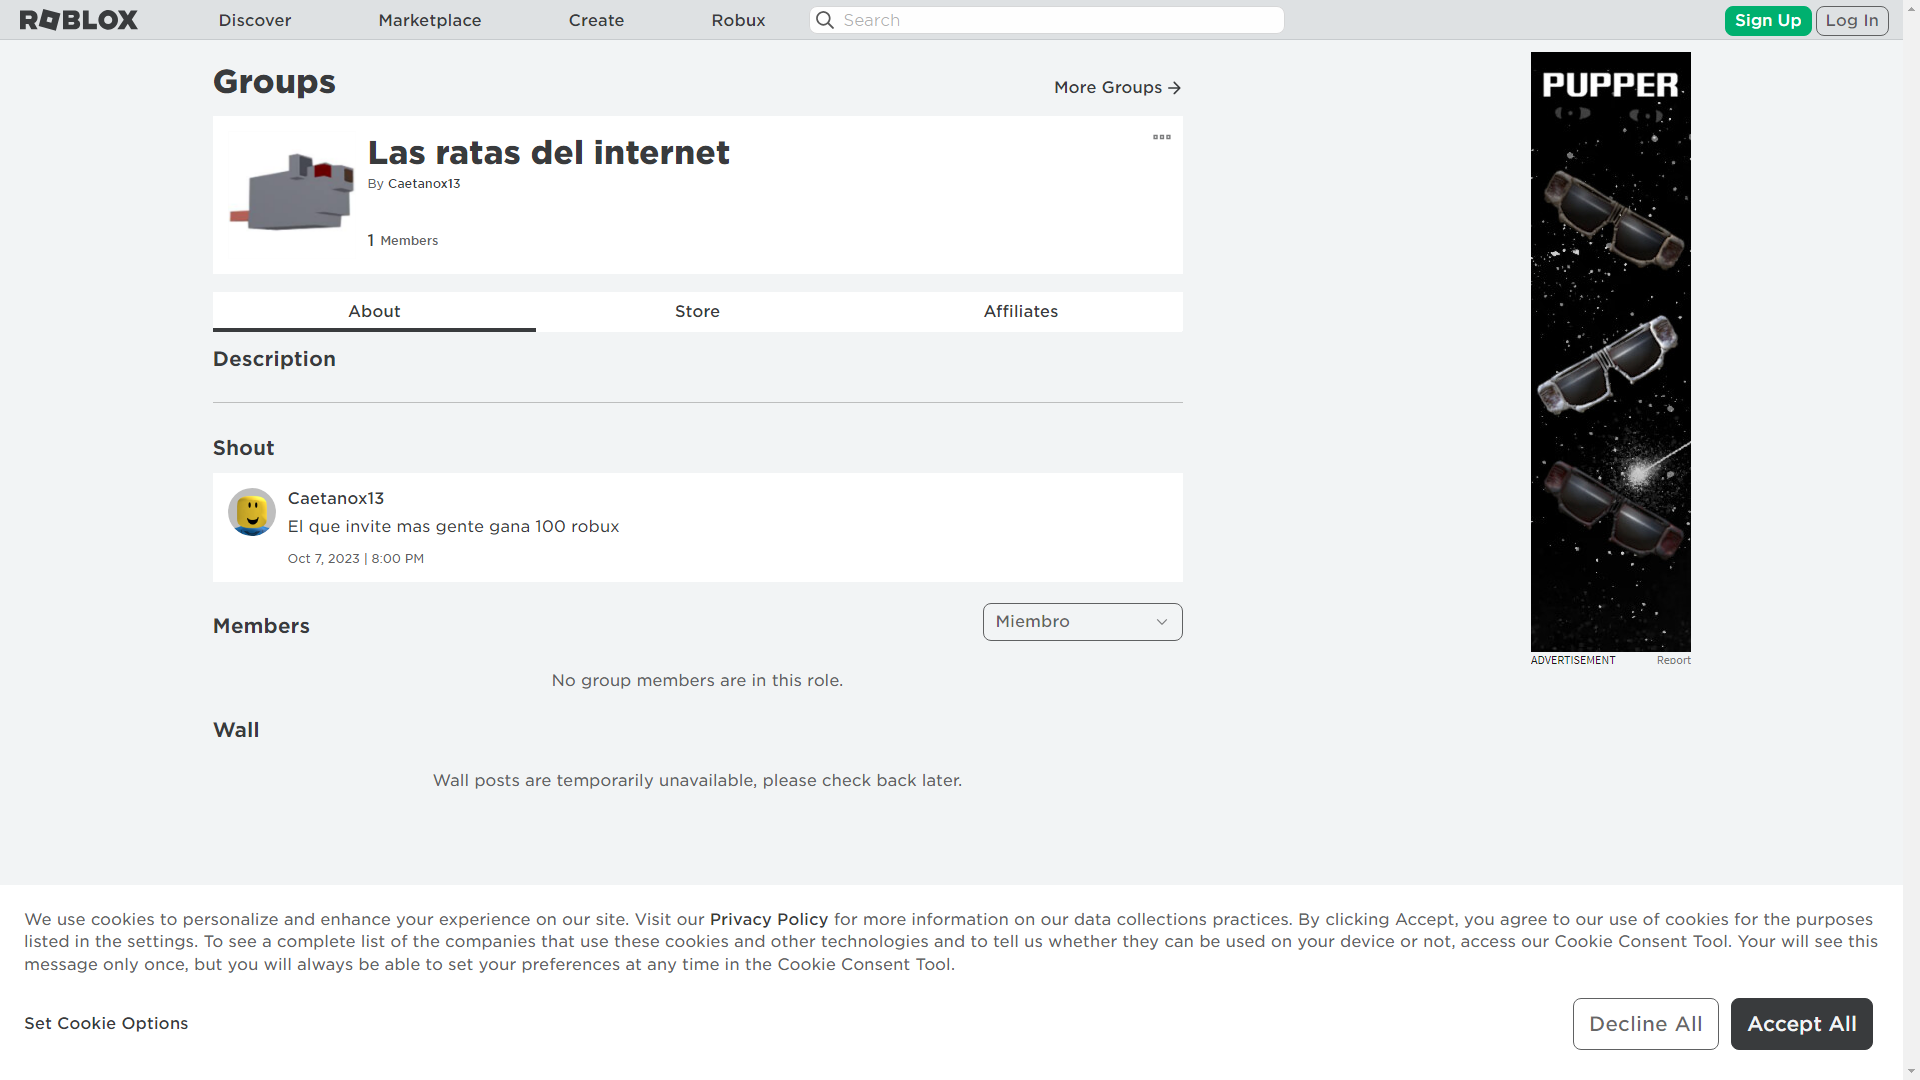 ROBLOX
Discover
Marketplace
Create
Robux
Search
Sign Up
Log In
Groups
More Groups
Las ratas del internet
By Caetanox13
1 Members
About
Store
Affiliates
Description
Shout
Caetanox13
El que invite mas gente gana 100 robux
Oct 7, 2023 | 8:00 PM
Members
Miembro
No group members are in this role.
Wall
Wall posts are temporarily unavailable, please check back later.
PUPPER
ADVERTISEMENT
Report
We use cookies to personalize and enhance your experience on our site. Visit our Privacy Policy for more information on our data collections practices. By clicking Accept, you agree to our use of cookies for the purposes
listed in the settings. To see a complete list of the companies that use these cookies and other technologies and to tell us whether they can be used on your device or not, access our Cookie Consent Tool. Your will see this
message only once, but you will always be able to set your preferences at any time in the Cookie Consent Tool.
Set Cookie Options
Decline All
Accept All